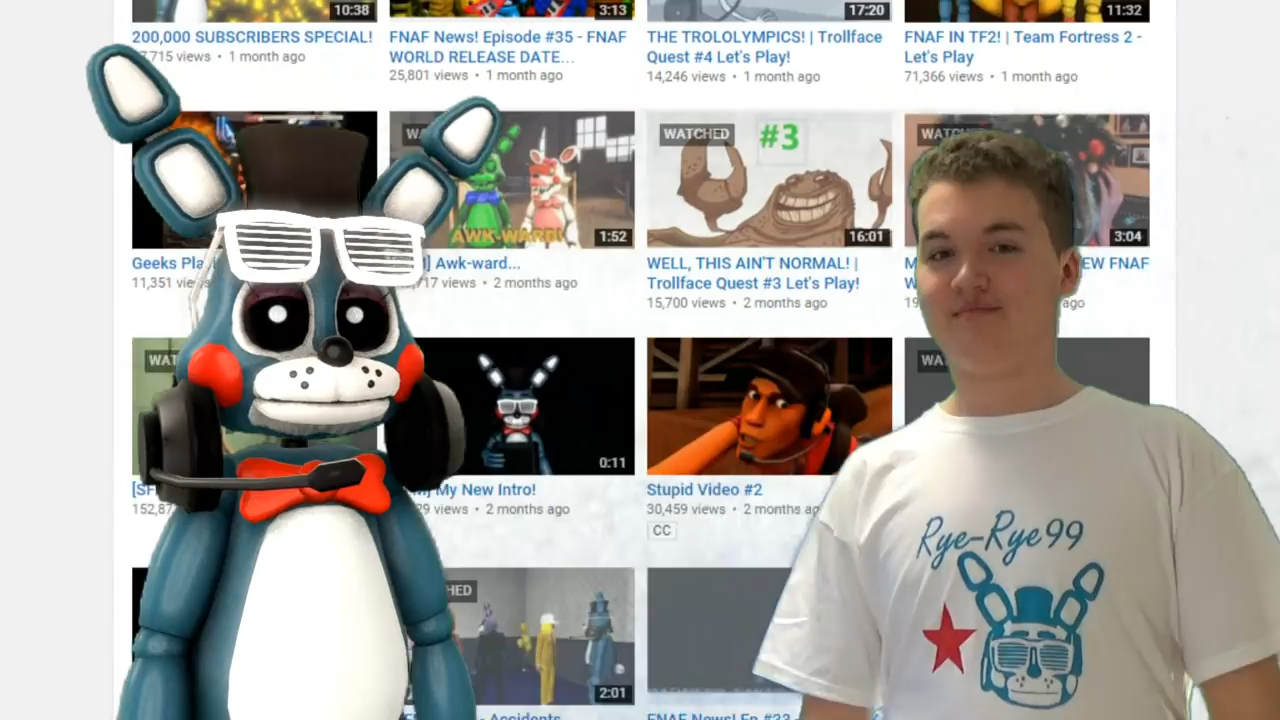 10:38
3:13
17:20
11:32
200,000 SUBSCRIBERS SPECIAL!
FNAF News! Episode #35 - FNAF
WORLD RELEASE DATE...
THE TROLOLYMPICS! | Trollface
Quest #4 Let's Play!
FNAF IN TF2! | Team Fortress 2 -
Let's Play
7,715 views • 1 month ago
25,801 views • 1 month ago
14,246 views • 1 month ago
71,366 views • 1 month ago
WATCHED
#3
AWK-WARD!
1:52
16:01
3:04
Geeks Pla
] Awk-ward...
WELL, THIS AIN'T NORMAL! |
Trollface Quest #3 Let's Play!
EW FNAF
11,351 views
,717 views • 2 months ago
15,700 views • 2 months ago
ago
0:11
[SF
] My New Intro!
Stupid Video #2
152,87
29 views • 2 months ago
30,459 views • 2 months ago
CC
Rye-Rye99
HED
2:01
- Accidents
FNAF News! Ep #33 -